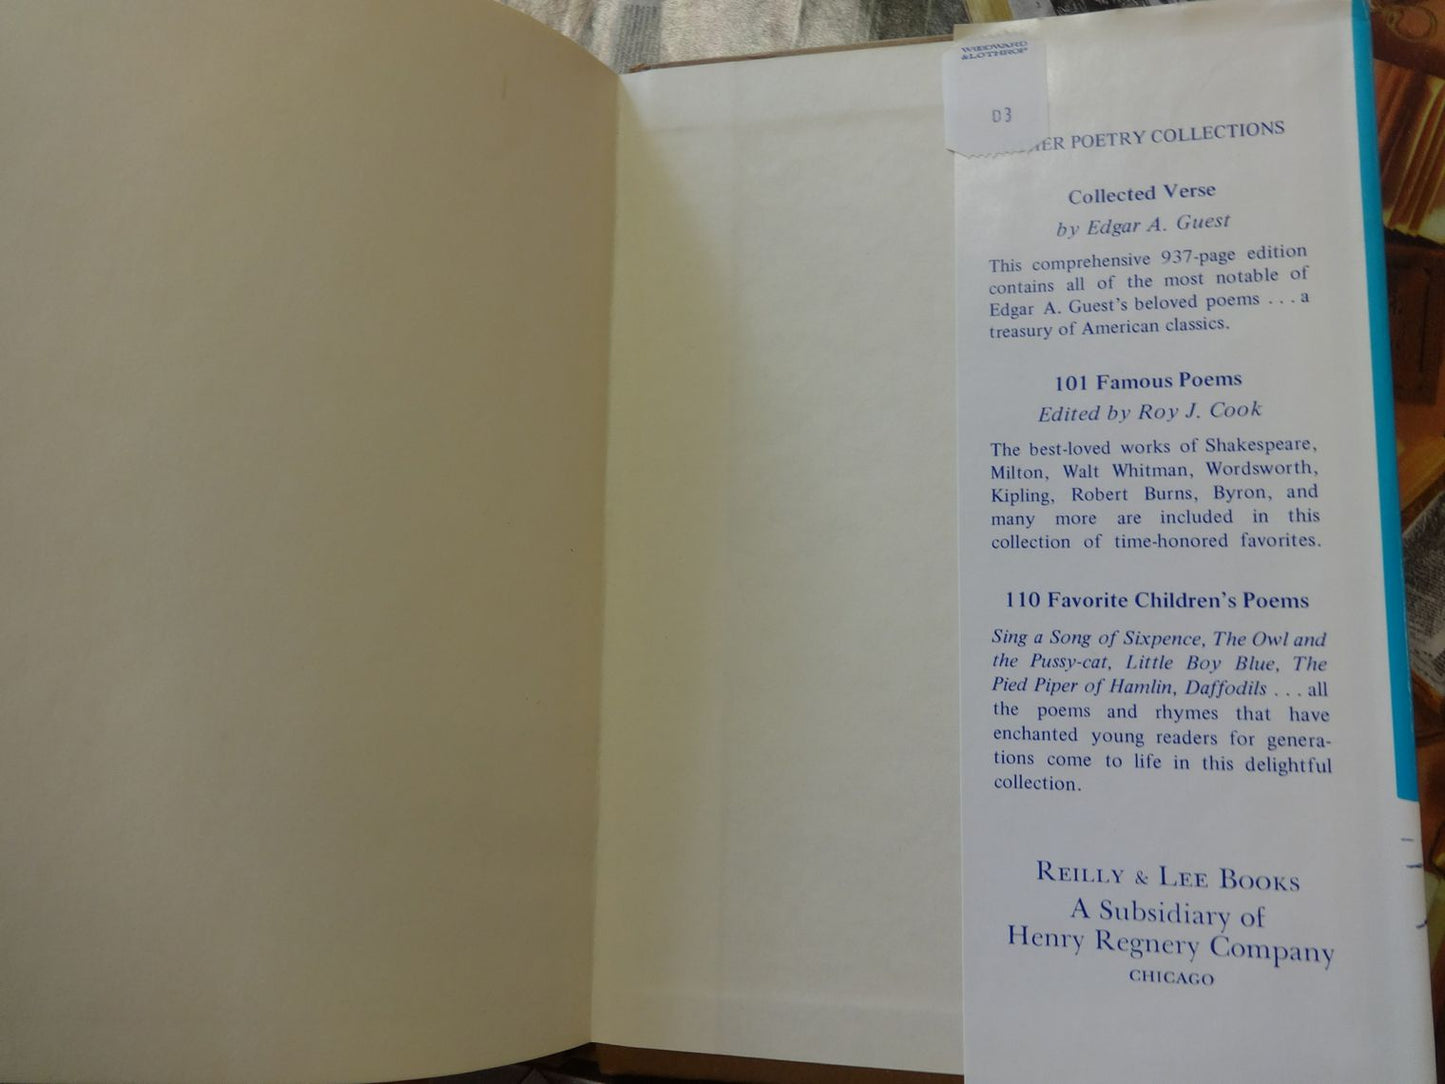 WOODWARD
& LOTHROP
D3
POETRY COLLECTIONS
Collected Verse
by Edgar A. Guest
This comprehensive 937-page edition
contains all of the most notable of
Edgar A. Guest's beloved poems . . . a
treasury of American classics.
101 Famous Poems
Edited by Roy J. Cook
The best-loved works of Shakespeare,
Milton, Walt Whitman, Wordsworth,
Kipling, Robert Burns, Byron, and
many more are included in this
collection of time-honored favorites.
110 Favorite Children's Poems
Sing a Song of Sixpence, The Owl and
the Pussy-cat, Little Boy Blue, The
Pied Piper of Hamlin, Daffodils . . . all
the poems and rhymes that have
enchanted young readers for genera-
tions come to life in this delightful
collection.
REILLY & LEE BOOKS
A Subsidiary of
Henry Regnery Company
CHICAGO